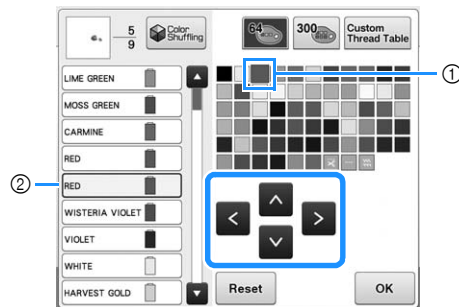 5
9
Color
Shuffling
64
300
Custom
Thread Table
①
LIME GREEN
MOSS GREEN
CARMINE
RED
② RED
WISTERIA VIOLET
VIOLET
WHITE
HARVEST GOLD
Reset
OK